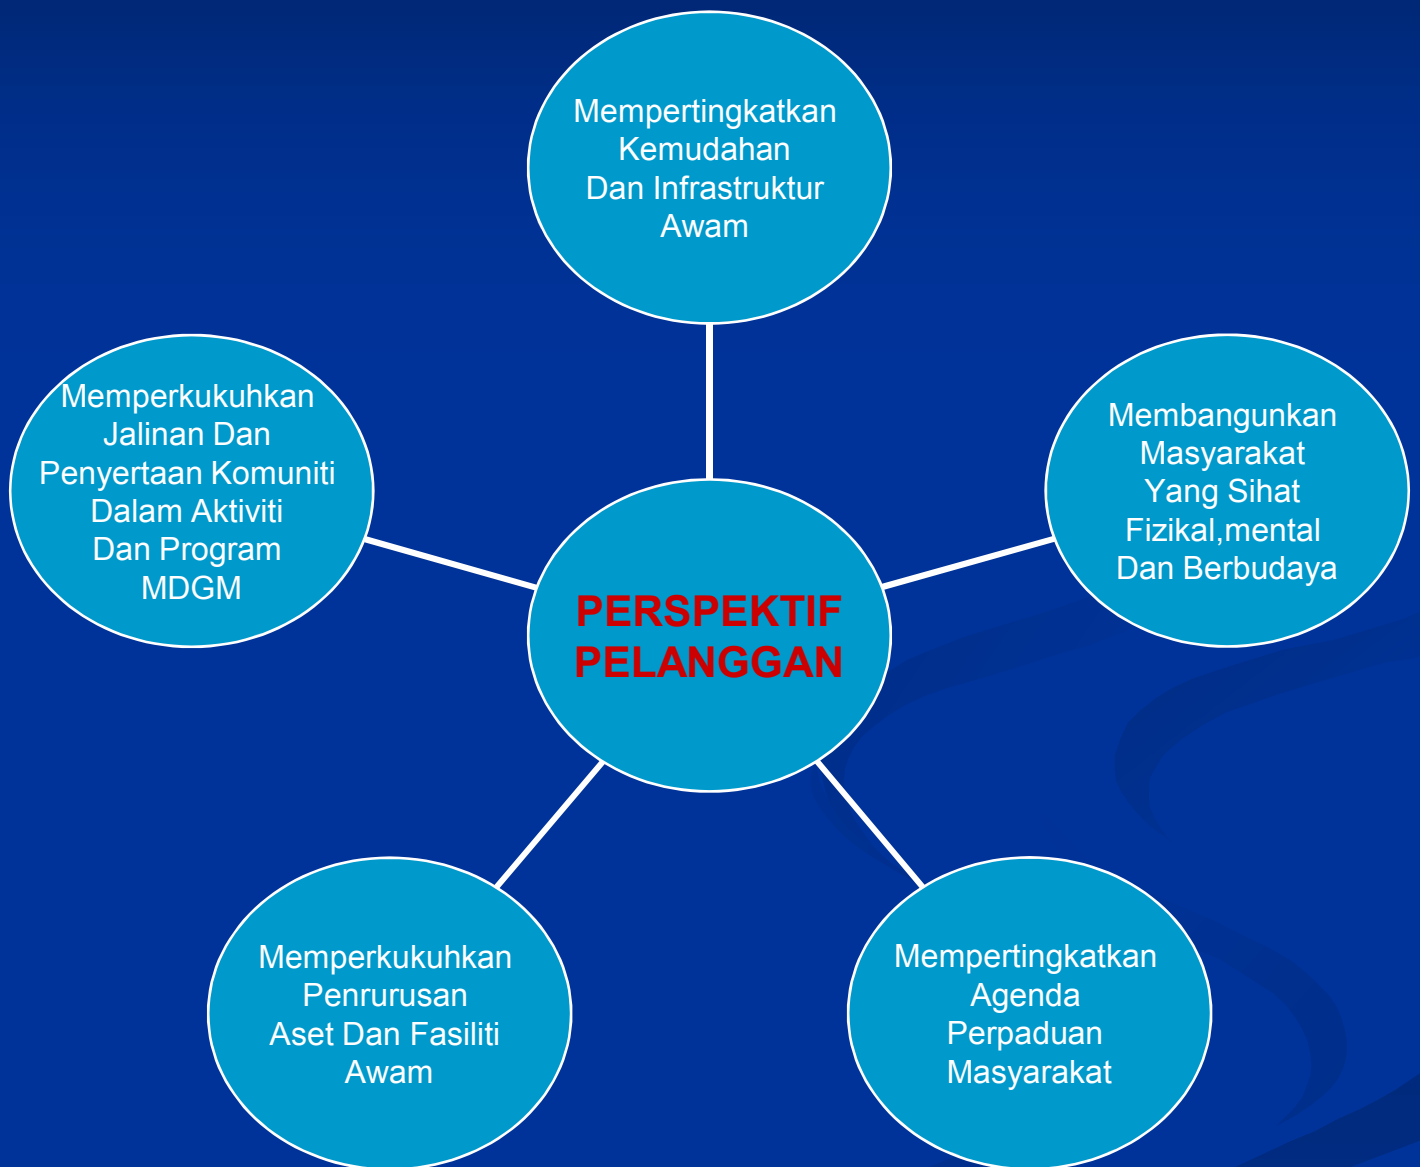 Mempertingkatkan
Kemudahan
Dan Infrastruktur
Awam
Memperkukuhkan
Jalinan Dan
Penyertaan Komuniti
Dalam Aktiviti
Dan Program
MDGM
Membangunkan
Masyarakat
Yang Sihat
Fizikal,mental
Dan Berbudaya
PERSPEKTIF
PELANGGAN
Memperkukuhkan
Penrurusan
Aset Dan Fasiliti
Awam
Mempertingkatkan
Agenda
Perpaduan
Masyarakat